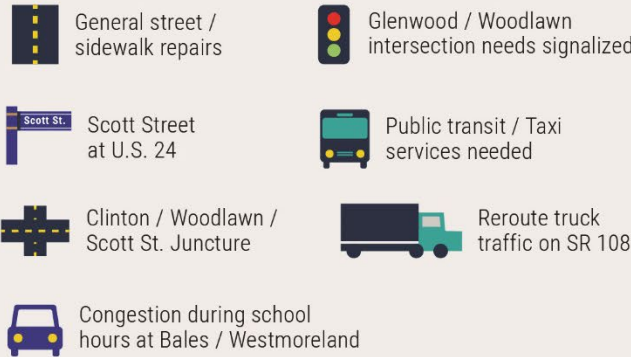 General street /
sidewalk repairs
Glenwood / Woodlawn
intersection needs signalized
Scott St.
Scott Street
at U.S. 24
Public transit / Taxi
services needed
Clinton / Woodlawn /
Scott St. Juncture
Reroute truck
traffic on SR 108
Congestion during school
hours at Bales / Westmoreland